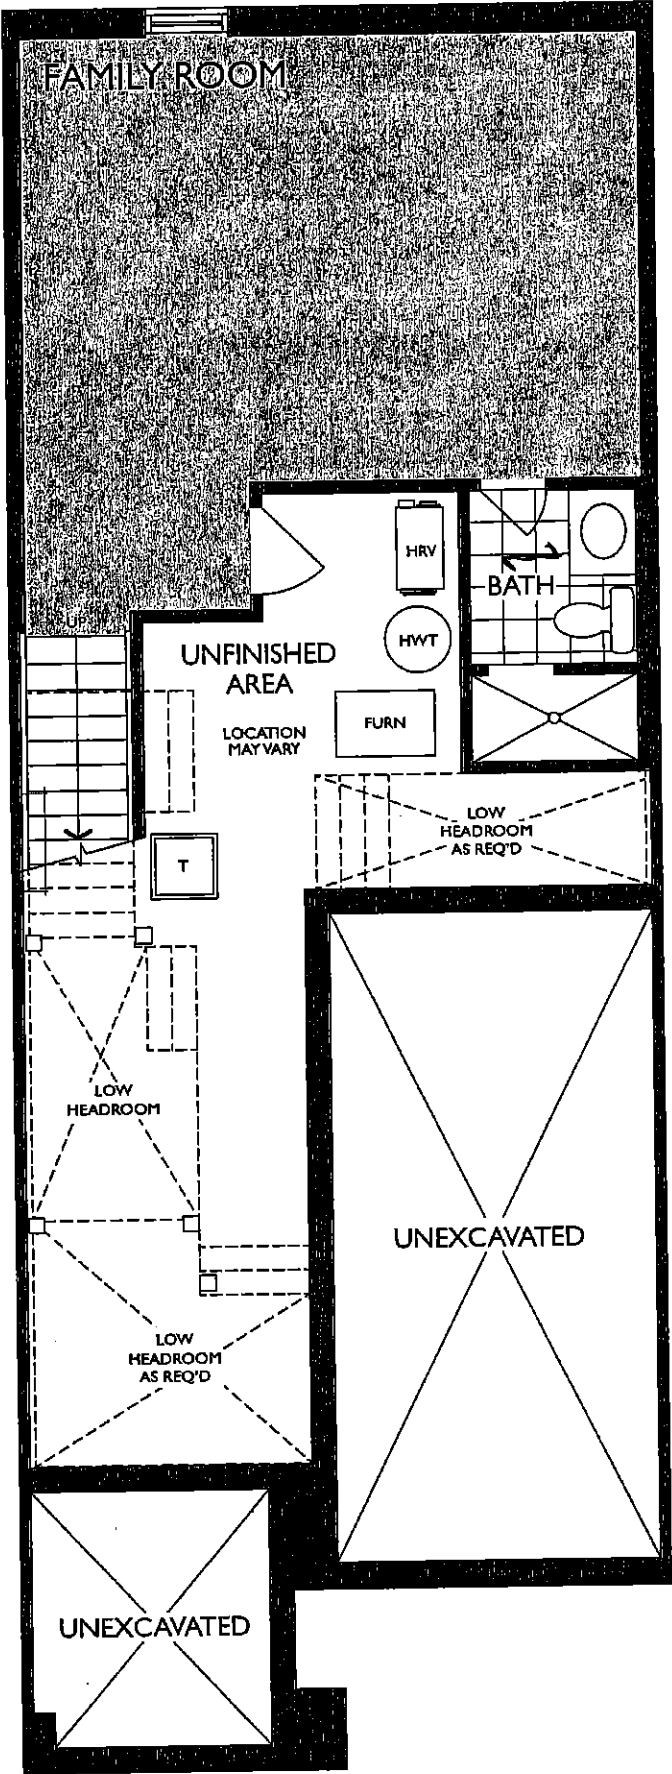 FAMILY ROOM
HRV
BATH
UP
HWT
UNFINISHED
AREA
FURN
LOCATION
MAY VARY
LOW
HEADROOM
AS REQ'D
T
LOW
HEADROOM
UNEXCAVATED
LOW
HEADROOM
AS REQ'D
UNEXCAVATED